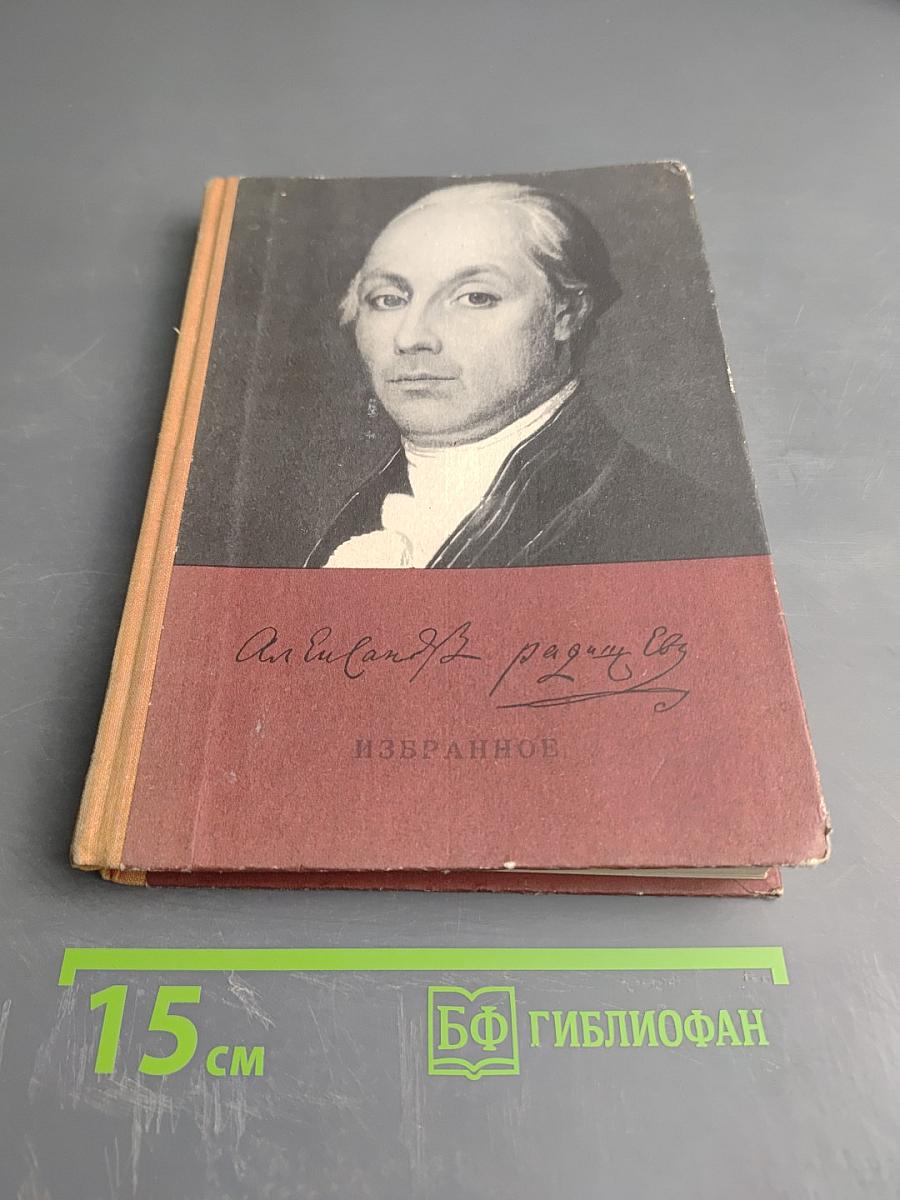 Александръ Радищевъ
ИЗБРАННОЕ
15 см
БФ ГИБЛИОФАН